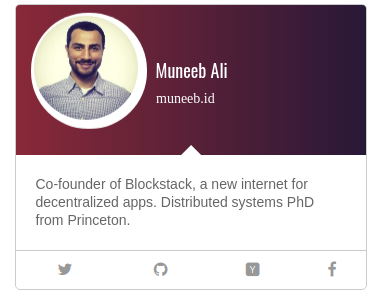 Muneeb Ali
muneeb.id
Co-founder of Blockstack, a new internet for
decentralized apps. Distributed systems PhD
from Princeton.
Y